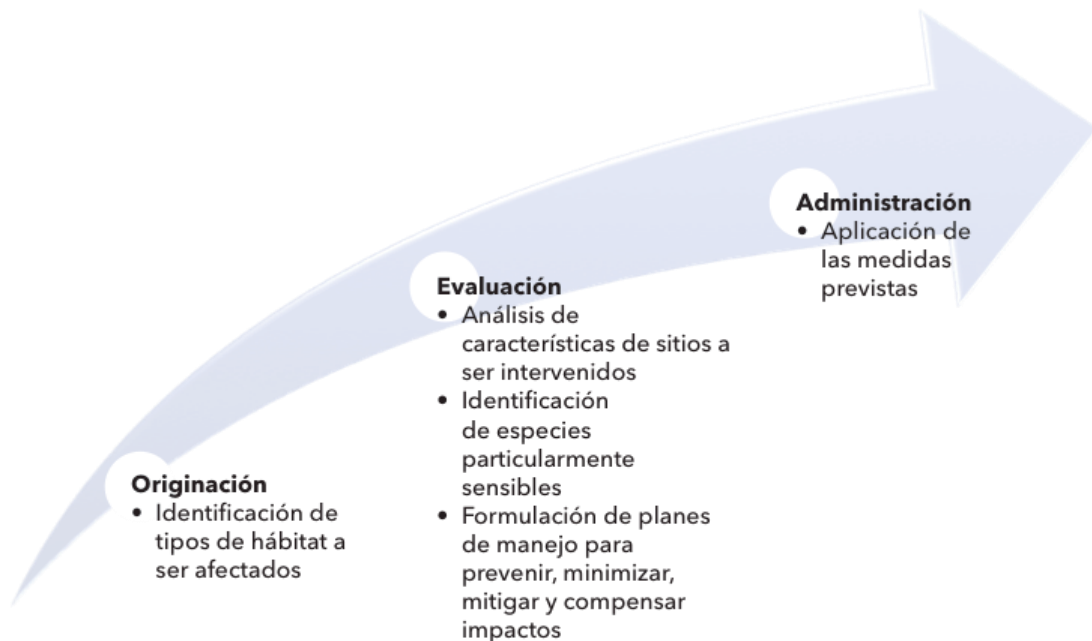 Originación
• Identificación de
tipos de hábitat a
ser afectados
Evaluación
• Análisis de
características de sitios a
ser intervenidos
• Identificación
de especies
particularmente
sensibles
• Formulación de planes
de manejo para
prevenir, minimizar,
mitigar y compensar
impactos
Administración
• Aplicación de
las medidas
previstas